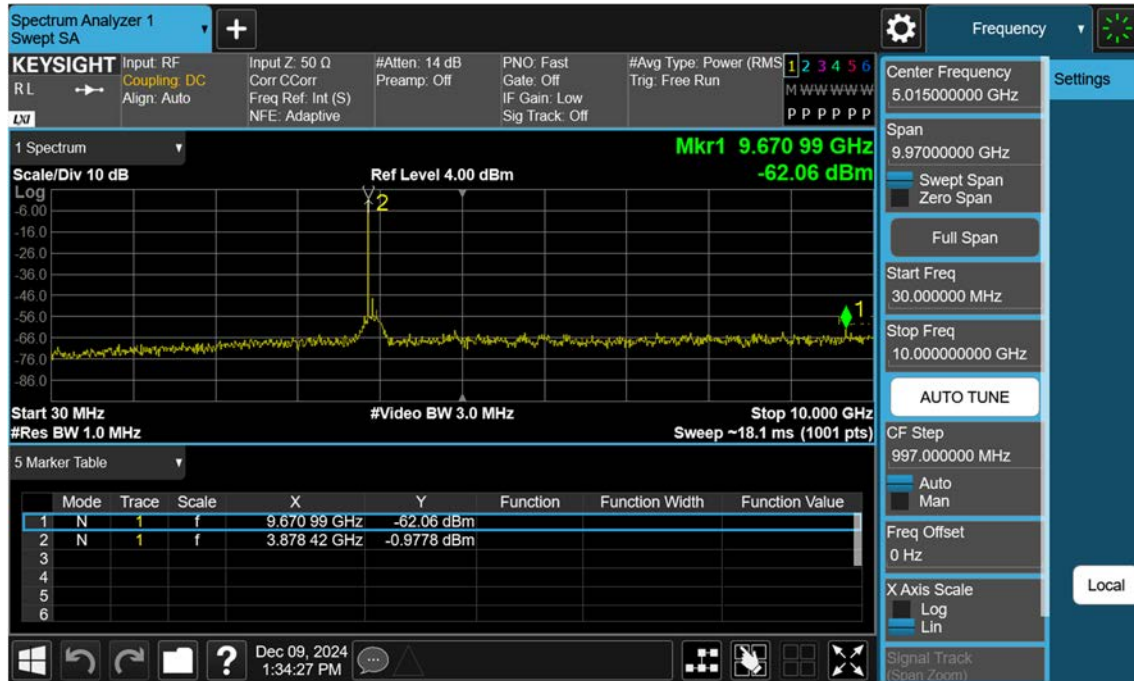 Spectrum Analyzer 1
Swept SA
+
Frequency
KEYSIGHT
RL
LXI
Input: RF
Coupling: DC
Align: Auto
Input Z: 50 Ω
Corr CCorr
Freq Ref: Int (S)
NFE: Adaptive
#Atten: 14 dB
Preamp: Off
PNO: Fast
Gate: Off
IF Gain: Low
Sig Track: Off
#Avg Type: Power (RMS
Trig: Free Run
1 2 3 4 5 6
M W W W W W
P P P P P P
1 Spectrum
Mkr1 9.670 99 GHz
-62.06 dBm
Scale/Div 10 dB
Ref Level 4.00 dBm
Log
-6.00
-16.0
-26.0
-36.0
-46.0
-56.0
-66.0
-76.0
-86.0
2
1
Start 30 MHz
#Video BW 3.0 MHz
Stop 10.000 GHz
#Res BW 1.0 MHz
Sweep ~18.1 ms (1001 pts)
5 Marker Table
Mode Trace Scale X Y Function Function Width Function Value
1 N 1 f 9.670 99 GHz -62.06 dBm
2 N 1 f 3.878 42 GHz -0.9778 dBm
3
4
5
6
Dec 09, 2024
1:34:27 PM
?
Center Frequency
5.015000000 GHz
Span
9.97000000 GHz
Swept Span
Zero Span
Full Span
Start Freq
30.000000 MHz
Stop Freq
10.000000000 GHz
AUTO TUNE
CF Step
997.000000 MHz
Auto
Man
Freq Offset
0 Hz
X Axis Scale
Log
Lin
Signal Track
(Span Zoom)
Settings
Local